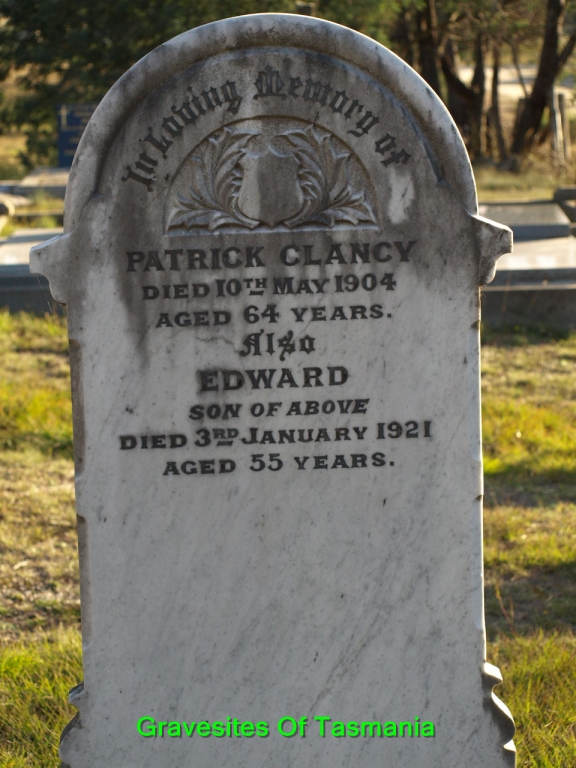 In Loving Memory of
PATRICK CLANCY
DIED 10TH MAY 1904
AGED 64 YEARS.
Also
EDWARD
SON OF ABOVE
DIED 3RD JANUARY 1921
AGED 55 YEARS.
Gravesites Of Tasmania